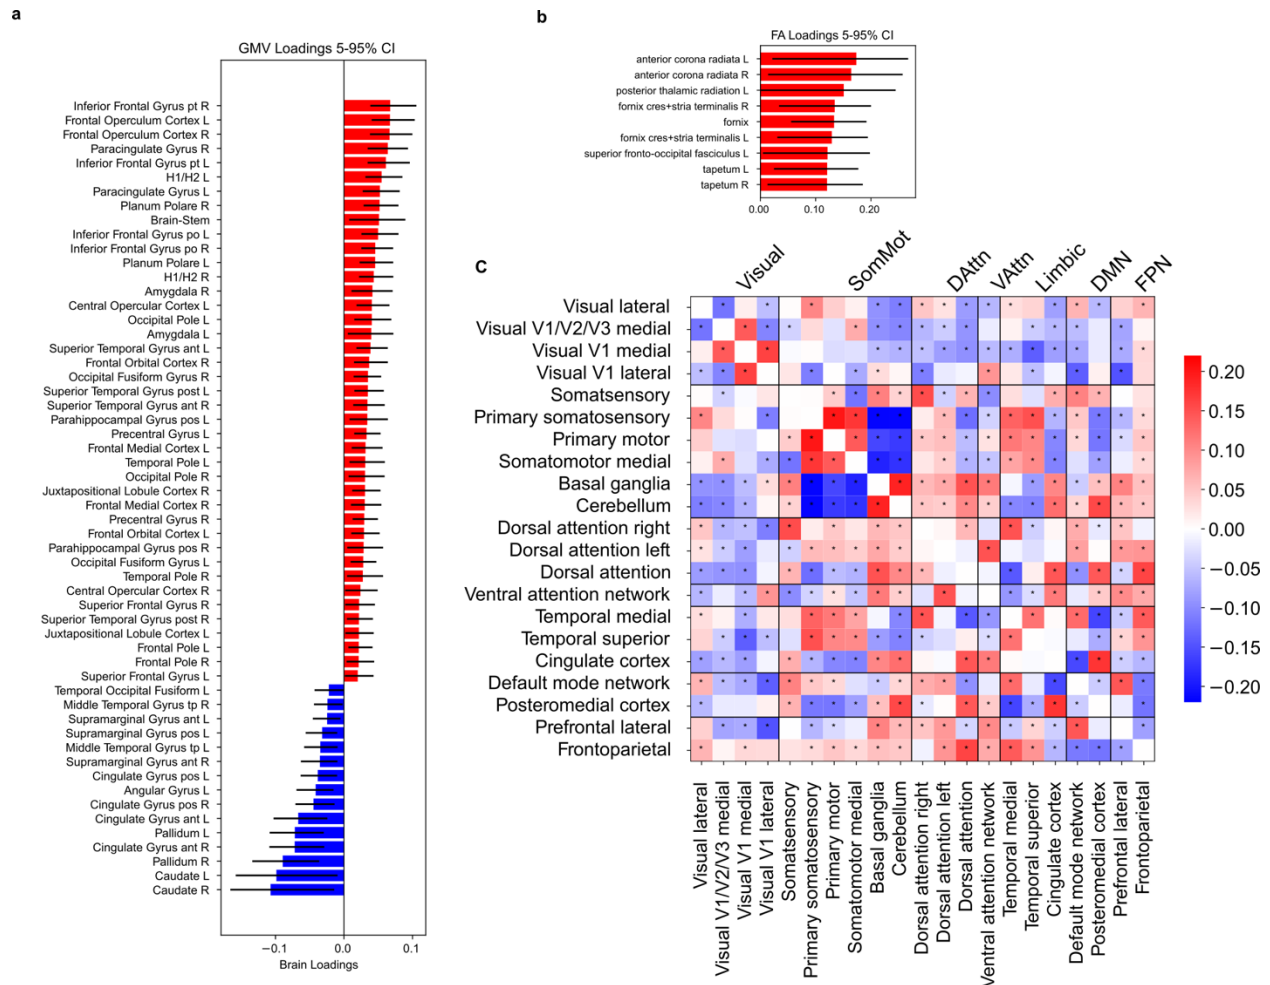 a
GMV Loadings 5-95% CI
Inferior Frontal Gyrus pt R
Frontal Operculum Cortex L
Frontal Operculum Cortex R
Paracingulate Gyrus R
Inferior Frontal Gyrus pt L
H1/H2 L
Paracingulate Gyrus L
Planum Polare R
Brain-Stem
Inferior Frontal Gyrus po L
Inferior Frontal Gyrus po R
Planum Polare L
H1/H2 R
Amygdala R
Central Opercular Cortex L
Occipital Pole L
Amygdala L
Superior Temporal Gyrus ant L
Frontal Orbital Cortex R
Occipital Fusiform Gyrus R
Superior Temporal Gyrus post L
Superior Temporal Gyrus ant R
Parahippocampal Gyrus pos L
Precentral Gyrus L
Frontal Medial Cortex L
Temporal Pole L
Occipital Pole R
Juxtapositional Lobule Cortex R
Frontal Medial Cortex R
Precentral Gyrus R
Frontal Orbital Cortex L
Parahippocampal Gyrus pos R
Occipital Fusiform Gyrus L
Temporal Pole R
Central Opercular Cortex R
Superior Frontal Gyrus R
Superior Temporal Gyrus post R
Juxtapositional Lobule Cortex L
Frontal Pole L
Frontal Pole R
Superior Frontal Gyrus L
Temporal Occipital Fusiform L
Middle Temporal Gyrus tp R
Supramarginal Gyrus ant L
Supramarginal Gyrus pos L
Middle Temporal Gyrus tp L
Supramarginal Gyrus ant R
Cingulate Gyrus pos L
Angular Gyrus L
Cingulate Gyrus pos R
Cingulate Gyrus ant L
Pallidum L
Cingulate Gyrus ant R
Pallidum R
Caudate L
Caudate R
−0.1 0.0 0.1
Brain Loadings
b
FA Loadings 5-95% CI
anterior corona radiata L
anterior corona radiata R
posterior thalamic radiation L
fornix cres+stria terminalis R
fornix
fornix cres+stria terminalis L
superior fronto-occipital fasciculus L
tapetum L
tapetum R
0.00 0.10 0.20
c
Visual SomMot DAttn VAttn Limbic DMN FPN
Visual lateral
Visual V1/V2/V3 medial
Visual V1 medial
Visual V1 lateral
Somatsensory
Primary somatosensory
Primary motor
Somatomotor medial
Basal ganglia
Cerebellum
Dorsal attention right
Dorsal attention left
Dorsal attention
Ventral attention network
Temporal medial
Temporal superior
Cingulate cortex
Default mode network
Posteromedial cortex
Prefrontal lateral
Frontoparietal
Visual lateral
Visual V1/V2/V3 medial
Visual V1 medial
Visual V1 lateral
Somatsensory
Primary somatosensory
Primary motor
Somatomotor medial
Basal ganglia
Cerebellum
Dorsal attention right
Dorsal attention left
Dorsal attention
Ventral attention network
Temporal medial
Temporal superior
Cingulate cortex
Default mode network
Posteromedial cortex
Prefrontal lateral
Frontoparietal
0.20
0.15
0.10
0.05
0.00
−0.05
−0.10
−0.15
−0.20